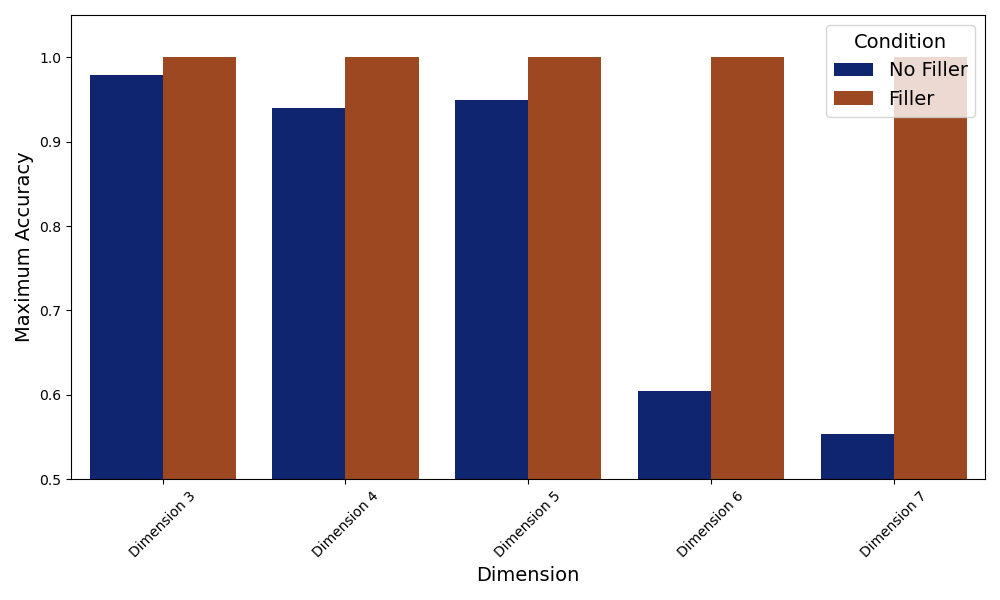 Condition
No Filler
Filler
Maximum Accuracy
1.0
0.9
0.8
0.7
0.6
0.5
Dimension 3
Dimension 4
Dimension 5
Dimension 6
Dimension 7
Dimension